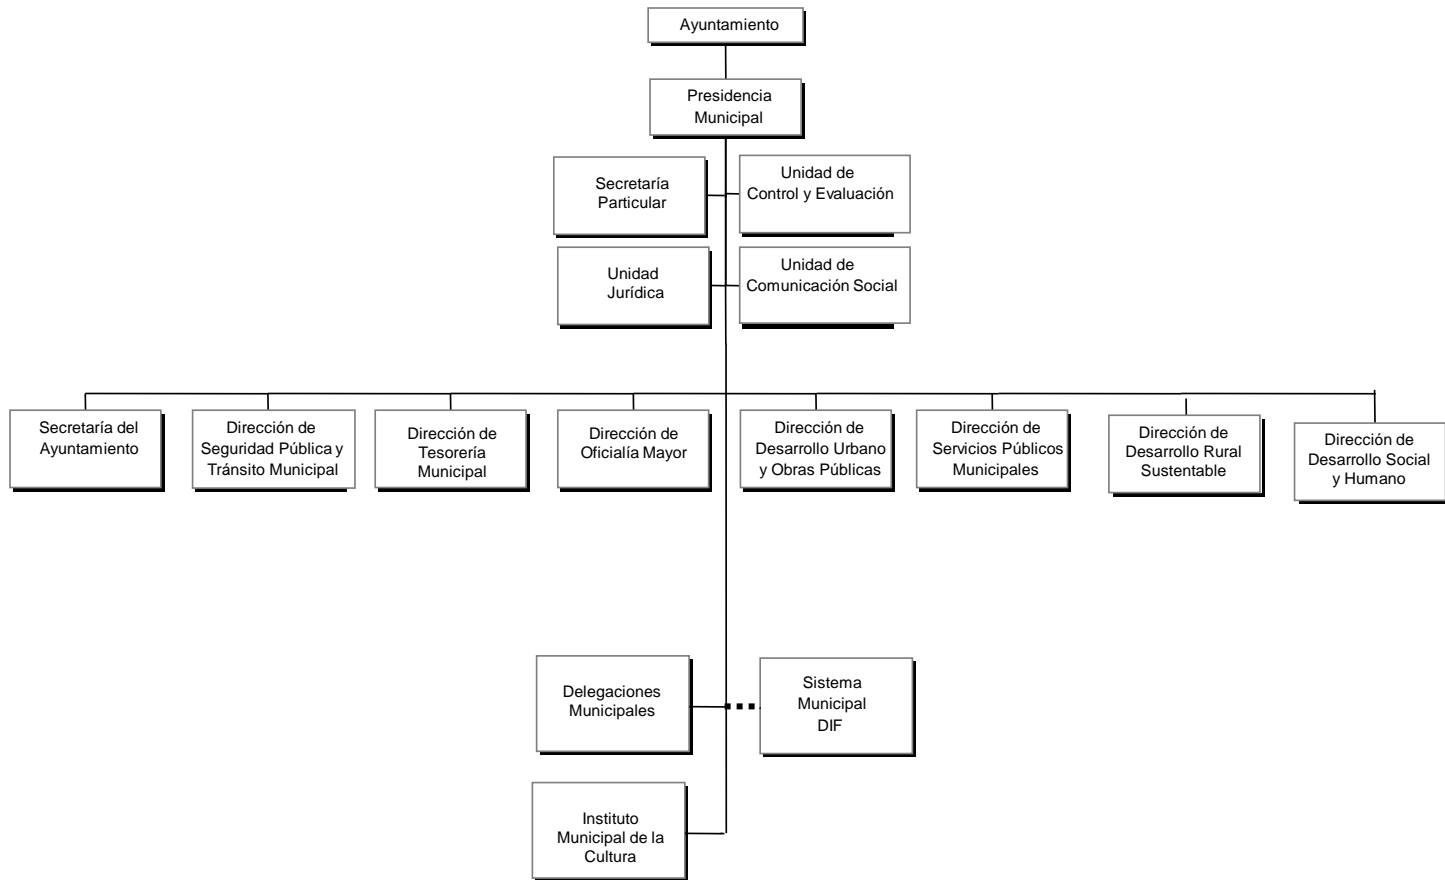 Ayuntamiento
Presidencia
Municipal
Secretaría
Particular
Unidad de
Control y Evaluación
Unidad
Jurídica
Unidad de
Comunicación Social
Secretaría del
Ayuntamiento
Dirección de
Seguridad Pública y
Tránsito Municipal
Dirección de
Tesorería
Municipal
Dirección de
Oficialía Mayor
Dirección de
Desarrollo Urbano
y Obras Públicas
Dirección de
Servicios Públicos
Municipales
Dirección de
Desarrollo Rural
Sustentable
Dirección de
Desarrollo Social
y Humano
Delegaciones
Municipales
Sistema
Municipal
DIF
Instituto
Municipal de la
Cultura